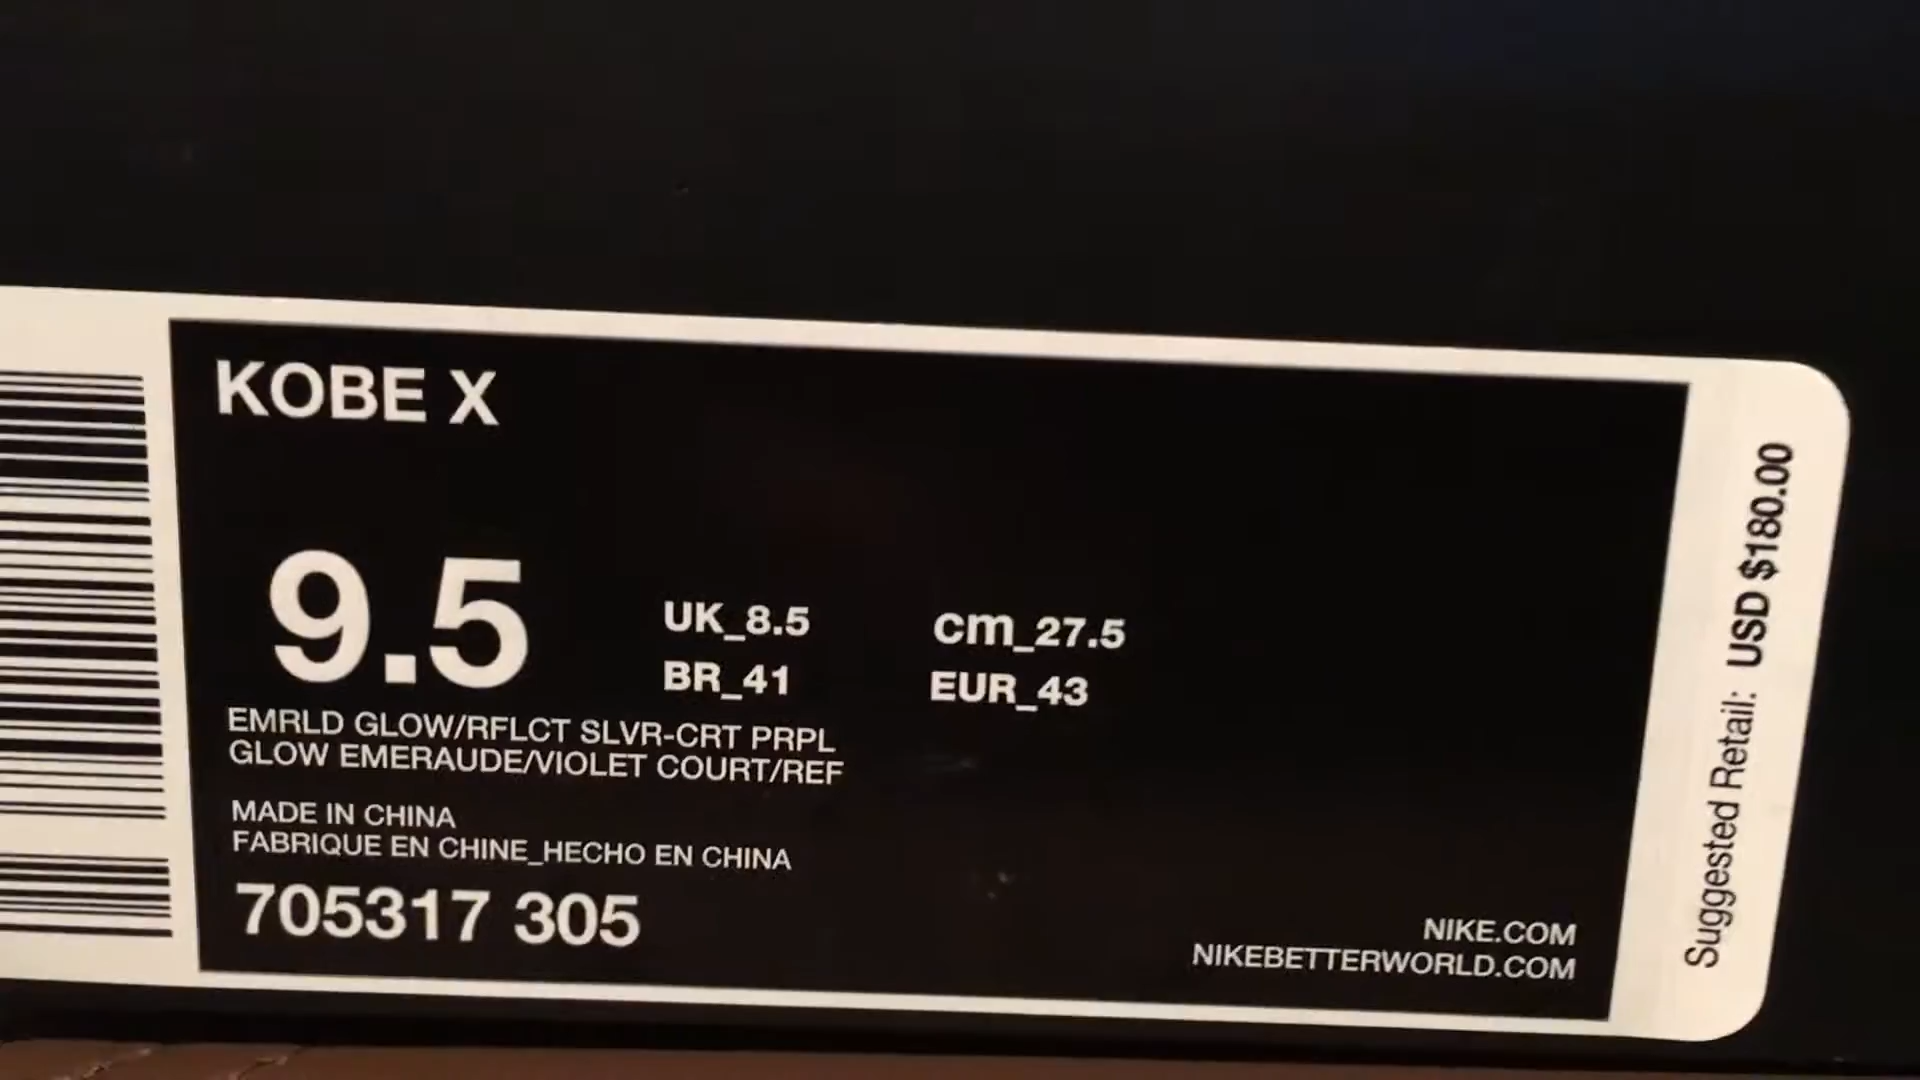 KOBE X
9.5
UK_8.5
cm_27.5
BR_41
EUR_43
EMRLD GLOW/RFLCT SLVR-CRT PRPL
GLOW EMERAUDE/VIOLET COURT/REF
MADE IN CHINA
FABRIQUE EN CHINE_HECHO EN CHINA
705317 305
NIKE.COM
NIKEBETTERWORLD.COM
Suggested Retail: USD $180.00